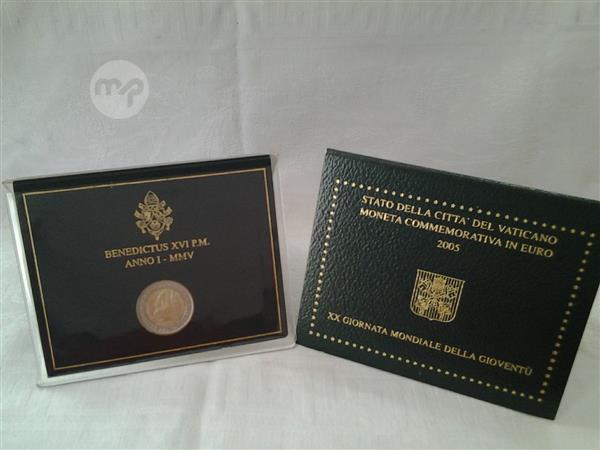 mp
BENEDICTUS XVI P.M.
ANNO I - MMV
STATO DELLA CITTA' DEL VATICANO
MONETA COMMEMORATIVA IN EURO
2005
XX GIORNATA MONDIALE DELLA GIOVENTÙ